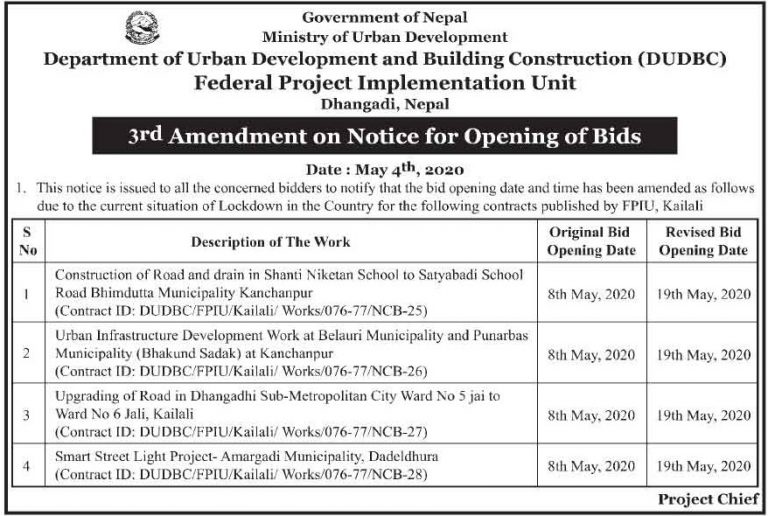 Government of Nepal
Ministry of Urban Development
Department of Urban Development and Building Construction (DUDBC)
Federal Project Implementation Unit
Dhangadi, Nepal
3rd Amendment on Notice for Opening of Bids
Date : May 4th, 2020
1. This notice is issued to all the concerned bidders to notify that the bid opening date and time has been amended as follows
due to the current situation of Lockdown in the Country for the following contracts published by FPIU, Kailali
S No Description of The Work Original Bid Opening Date Revised Bid Opening Date
Construction of Road and drain in Shanti Niketan School to Satyabadi School
1 Road Bhimdutta Municipality Kanchanpur 8th May, 2020 19th May, 2020
(Contract ID: DUDBC/FPIU/Kailali/ Works/076-77/NCB-25)
Urban Infrastructure Development Work at Belauri Municipality and Punarbas
2 Municipality (Bhakund Sadak) at Kanchanpur 8th May, 2020 19th May, 2020
(Contract ID: DUDBC/FPIU/Kailali/ Works/076-77/NCB-26)
Upgrading of Road in Dhangadhi Sub-Metropolitan City Ward No 5 jai to
3 Ward No 6 Jali, Kailali 8th May, 2020 19th May, 2020
(Contract ID: DUDBC/FPIU/Kailali/ Works/076-77/NCB-27)
4 Smart Street Light Project- Amargadi Municipality, Dadeldhura 8th May, 2020 19th May, 2020
(Contract ID: DUDBC/FPIU/Kailali/ Works/076-77/NCB-28)
Project Chief